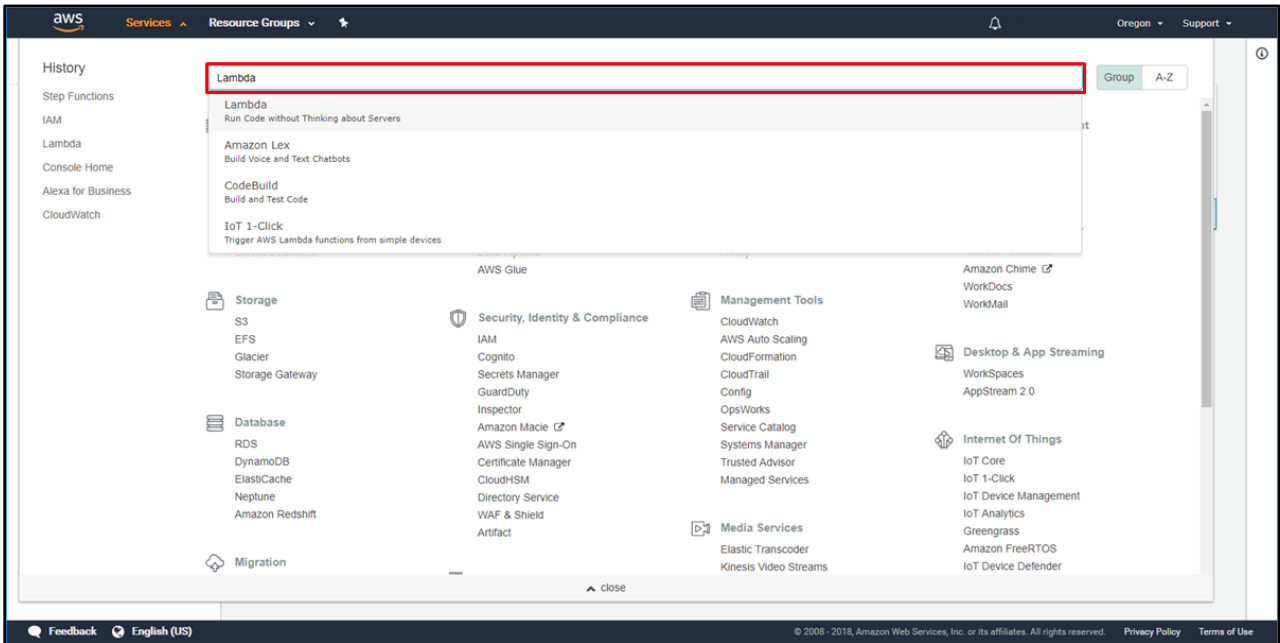 aws
Services
Resource Groups
Oregon
Support
History
Step Functions
IAM
Lambda
Console Home
Alexa for Business
CloudWatch
Lambda
Group
A-Z
Lambda
Run Code without Thinking about Servers
Amazon Lex
Build Voice and Text Chatbots
CodeBuild
Build and Test Code
IoT 1-Click
Trigger AWS Lambda functions from simple devices
Storage
S3
EFS
Glacier
Storage Gateway
Database
RDS
DynamoDB
ElastiCache
Neptune
Amazon Redshift
Migration
AWS Glue
Security, Identity & Compliance
IAM
Cognito
Secrets Manager
GuardDuty
Inspector
Amazon Macie
AWS Single Sign-On
Certificate Manager
CloudHSM
Directory Service
WAF & Shield
Artifact
Management Tools
CloudWatch
AWS Auto Scaling
CloudFormation
CloudTrail
Config
OpsWorks
Service Catalog
Systems Manager
Trusted Advisor
Managed Services
Media Services
Elastic Transcoder
Kinesis Video Streams
Amazon Chime
WorkDocs
WorkMail
Desktop & App Streaming
WorkSpaces
AppStream 2.0
Internet Of Things
IoT Core
IoT 1-Click
IoT Device Management
IoT Analytics
Greengrass
Amazon FreeRTOS
IoT Device Defender
close
Feedback
English (US)
© 2008 - 2018, Amazon Web Services, Inc. or its affiliates. All rights reserved.
Privacy Policy
Terms of Use